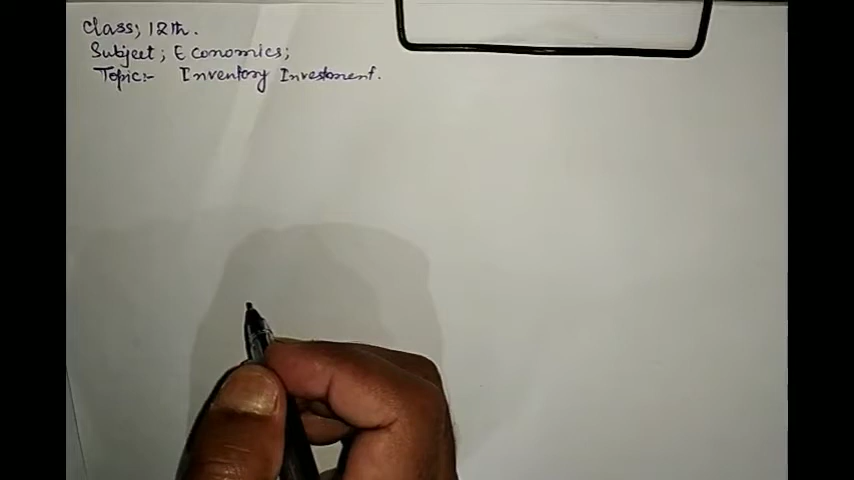 Class; 12th.
Subject; Economics;
Topic:- Inventory Investment.